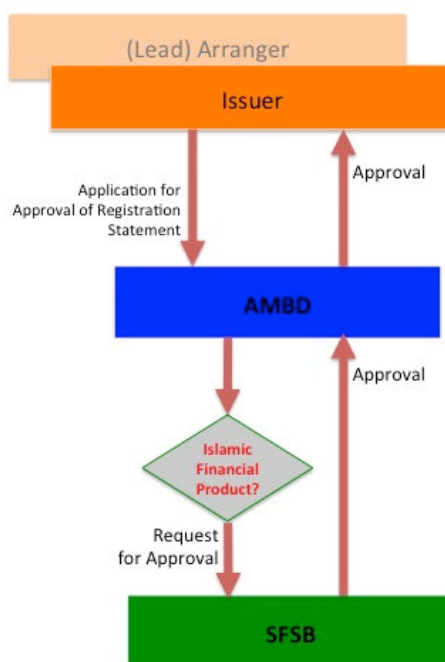 (Lead) Arranger
Issuer
Application for
Approval of Registration
Statement
Approval
AMBD
Approval
Islamic
Financial
Product?
Request
for Approval
SFSB